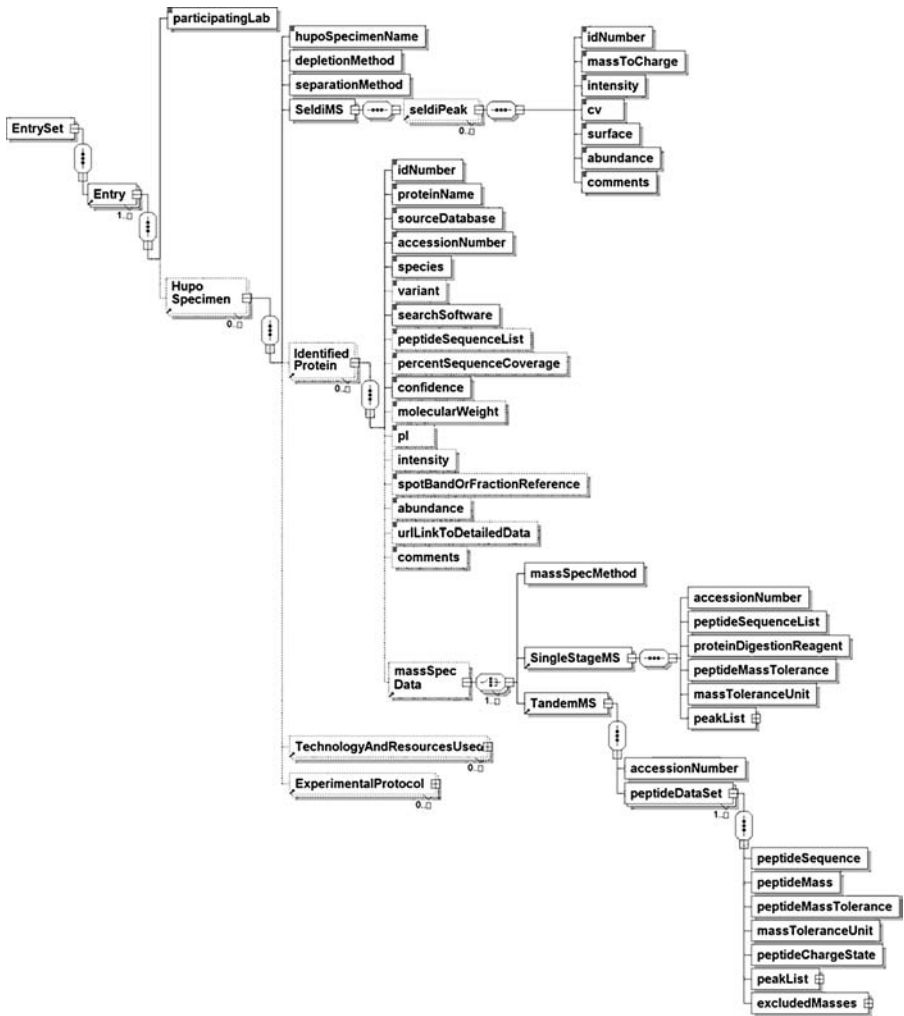 participatingLab
hupoSpecimenName
depletionMethod
separationMethod
SeldiMS
seldiPeak
0..
idNumber
massToCharge
intensity
cv
surface
abundance
comments
EntrySet
Entry
1..
Hupo
Specimen
0..
Identified
Protein
0..
idNumber
proteinName
sourceDatabase
accessionNumber
species
variant
searchSoftware
peptideSequenceList
percentSequenceCoverage
confidence
molecularWeight
pI
intensity
spotBandOrFractionReference
abundance
urlLinkToDetailedData
comments
massSpec
Data
1..
massSpecMethod
SingleStageMS
accessionNumber
peptideSequenceList
proteinDigestionReagent
peptideMassTolerance
massToleranceUnit
peakList
TandemMS
accessionNumber
peptideDataSet
1..
peptideSequence
peptideMass
peptideMassTolerance
massToleranceUnit
peptideChargeState
peakList
excludedMasses
TechnologyAndResourcesUsed
0..
ExperimentalProtocol
0..